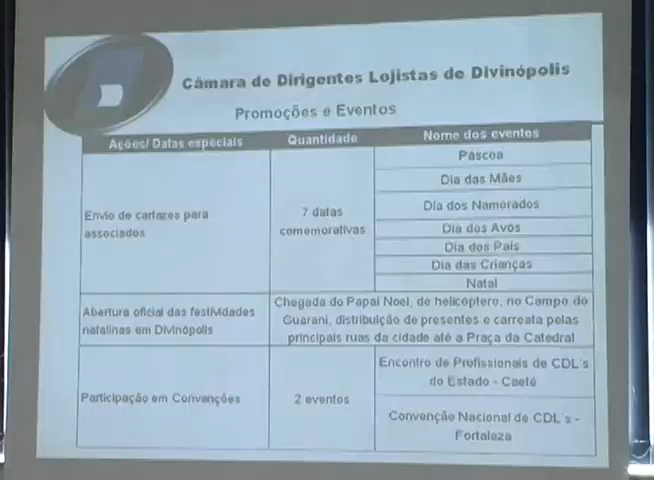 Câmara de Dirigentes Lojistas de Divinópolis
Promoções e Eventos
Ações/ Datas especiais Quantidade Nome dos eventos
Envio de cartazes para
associados
7 datas
comemorativas
Páscoa
Dia das Mães
Dia dos Namorados
Dia dos Avós
Dia dos Pais
Dia das Crianças
Natal
Abertura oficial das festividades
natalinas em Divinópolis
Chegada do Papai Noel, de helicóptero, no Campo do
Guarani, distribuição de presentes e carreata pelas
principais ruas da cidade até a Praça da Catedral
Participação em Convenções
2 eventos
Encontro de Profissionais de CDL´s
do Estado - Caeté
Convenção Nacional de CDL´s -
Fortaleza